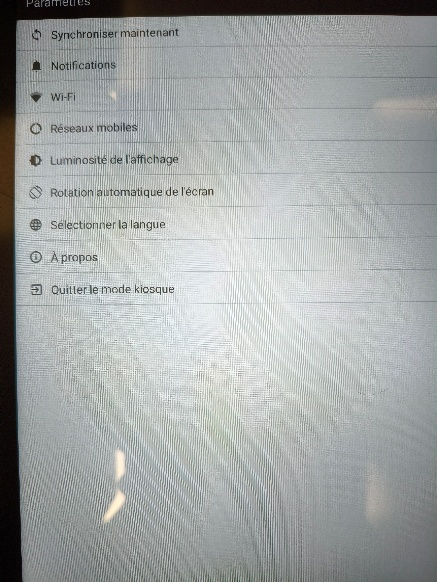 Paramètres
Synchroniser maintenant
Notifications
Wi-Fi
Réseaux mobiles
Luminosité de l'affichage
Rotation automatique de l'écran
Sélectionner la langue
À propos
Quitter le mode kiosque